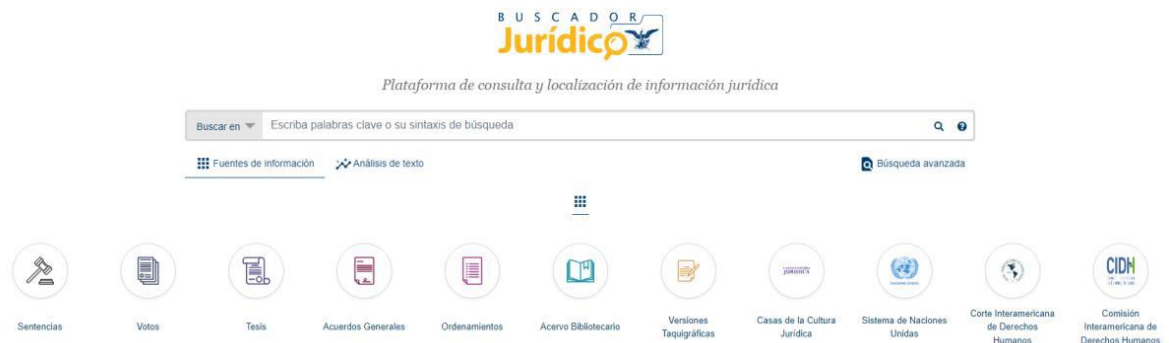 BUSCADOR
Jurídico
Plataforma de consulta y localización de información jurídica
Buscar en Escriba palabras clave o su sintaxis de búsqueda
Fuentes de información Análisis de texto Búsqueda avanzada
JURÍDICA CIDH
Sentencias Votos Tesis Acuerdos Generales Ordenamientos Acervo Bibliotecario Versiones Casas de la Cultura Sistema de Naciones Corte Interamericana Comisión
Taquigráficas Jurídica Unidas de Derechos Interamericana de
Humanos Derechos Humanos